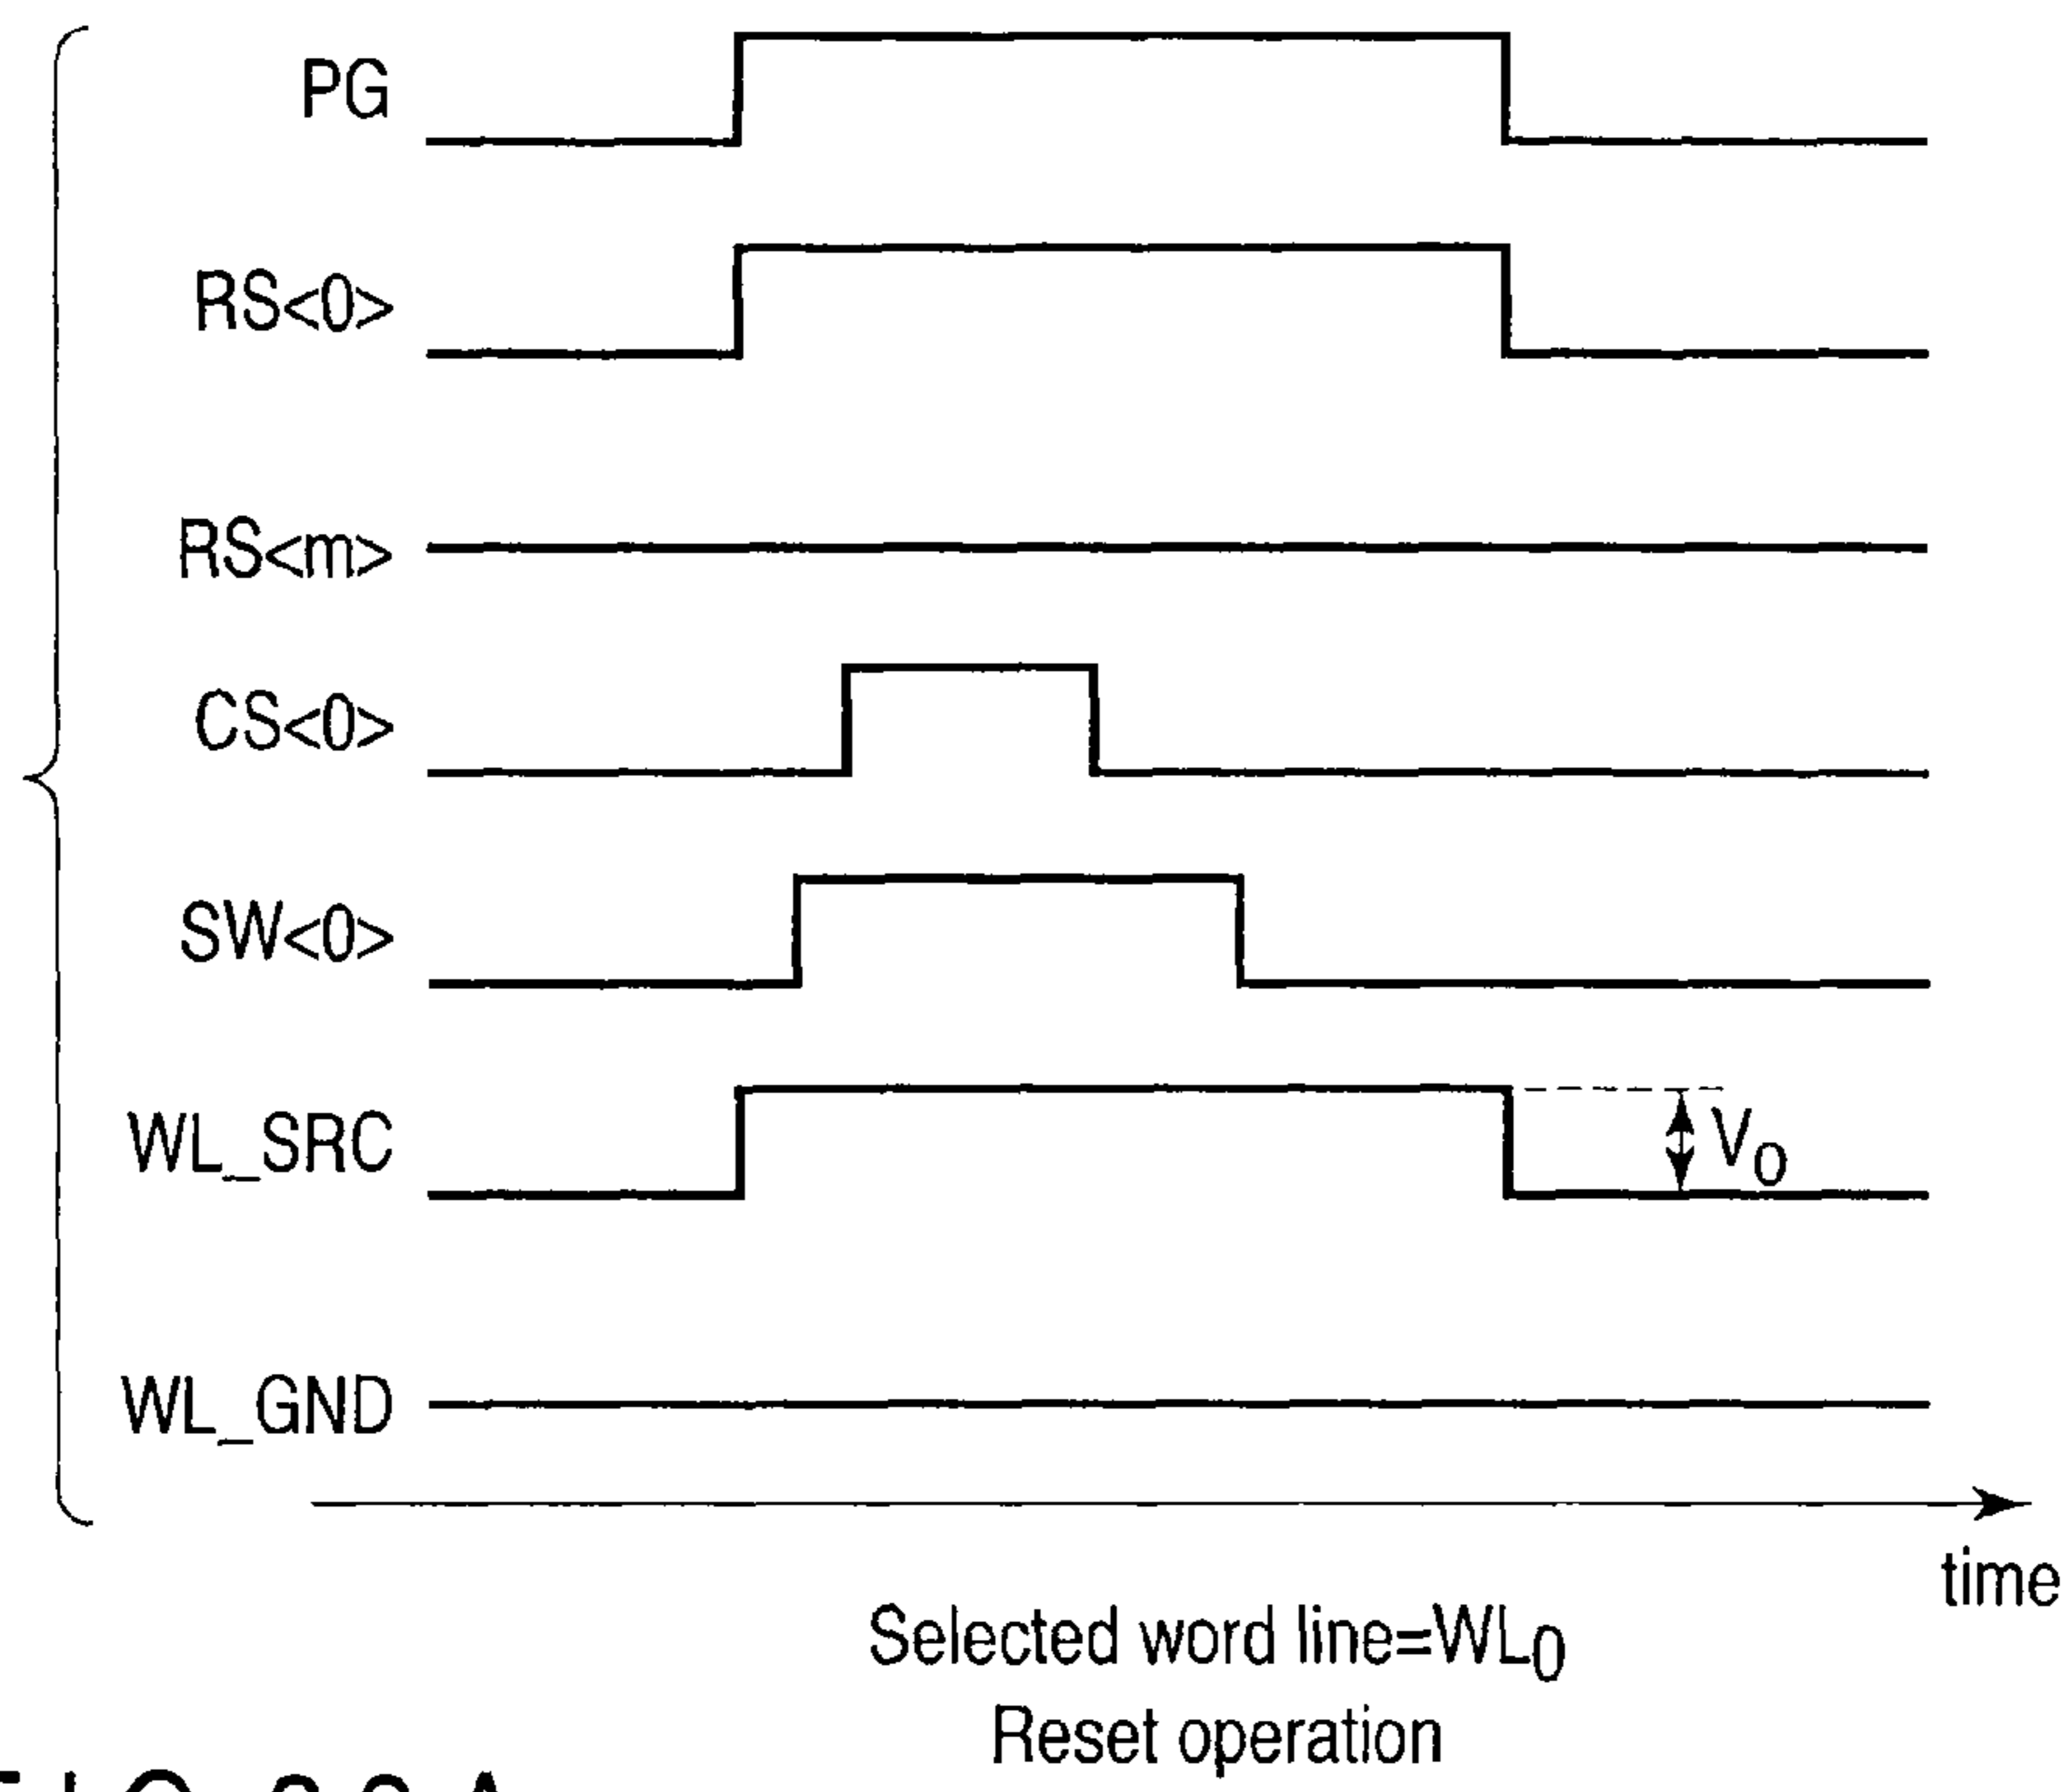 PG
RS<0>
RS<m>
CS<0>
SW<0>
WL_SRC
V0
WL_GND
time
Selected word line=WL0
Reset operation